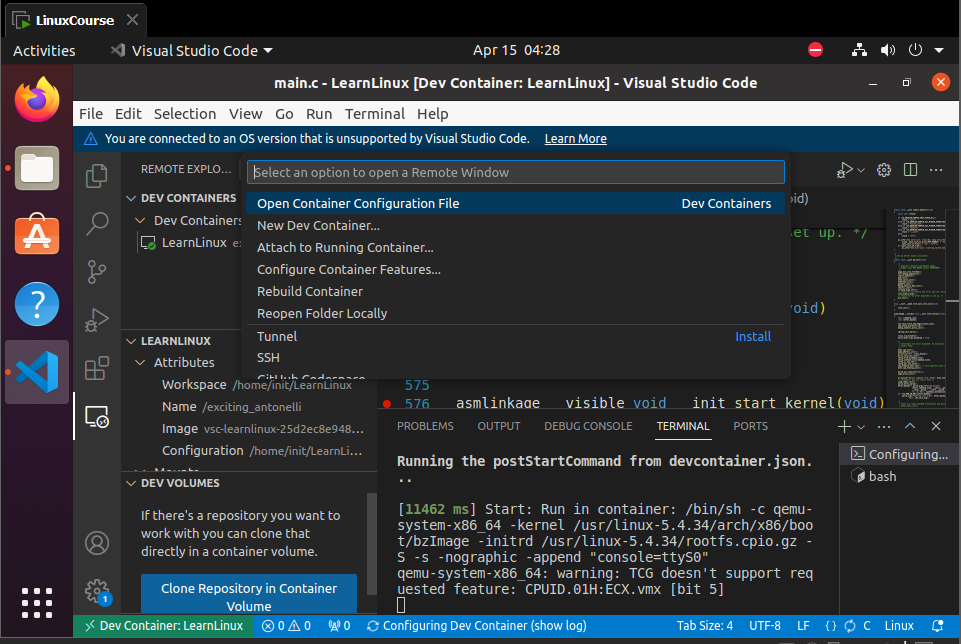 LinuxCourse
Activities
Visual Studio Code
Apr 15 04:28
main.c - LearnLinux [Dev Container: LearnLinux] - Visual Studio Code
File Edit Selection View Go Run Terminal Help
You are connected to an OS version that is unsupported by Visual Studio Code. Learn More
REMOTE EXPLO...
Select an option to open a Remote Window
DEV CONTAINERS
Open Container Configuration File Dev Containers
oid)
Dev Containers
New Dev Container...
set up. */
LearnLinux
Attach to Running Container...
Configure Container Features...
Rebuild Container
Reopen Folder Locally
void)
LEARNLINUX
Tunnel Install
Attributes
SSH
GitHub Codespace
Workspace /home/init/LearnLinux
575
Name /exciting_antonelli
576 asmlinkage __visible void __init start_kernel(void)
Image vsc-learnlinux-25d2ec8e948...
PROBLEMS OUTPUT DEBUG CONSOLE TERMINAL PORTS
Configuration /home/init/LearnLi...
Mounts
DEV VOLUMES
If there's a repository you want to
work with you can clone that
directly in a container volume.
Clone Repository in Container
Volume
Running the postStartCommand from devcontainer.json.
..
[11462 ms] Start: Run in container: /bin/sh -c qemu-
system-x86_64 -kernel /usr/linux-5.4.34/arch/x86/boo
t/bzImage -initrd /usr/linux-5.4.34/rootfs.cpio.gz -
S -s -nographic -append "console=ttyS0"
qemu-system-x86_64: warning: TCG doesn't support req
uested feature: CPUID.01H:ECX.vmx [bit 5]
Configuring...
bash
1
Dev Container: LearnLinux 0 0 0 Configuring Dev Container (show log) Tab Size: 4 UTF-8 LF {} C Linux